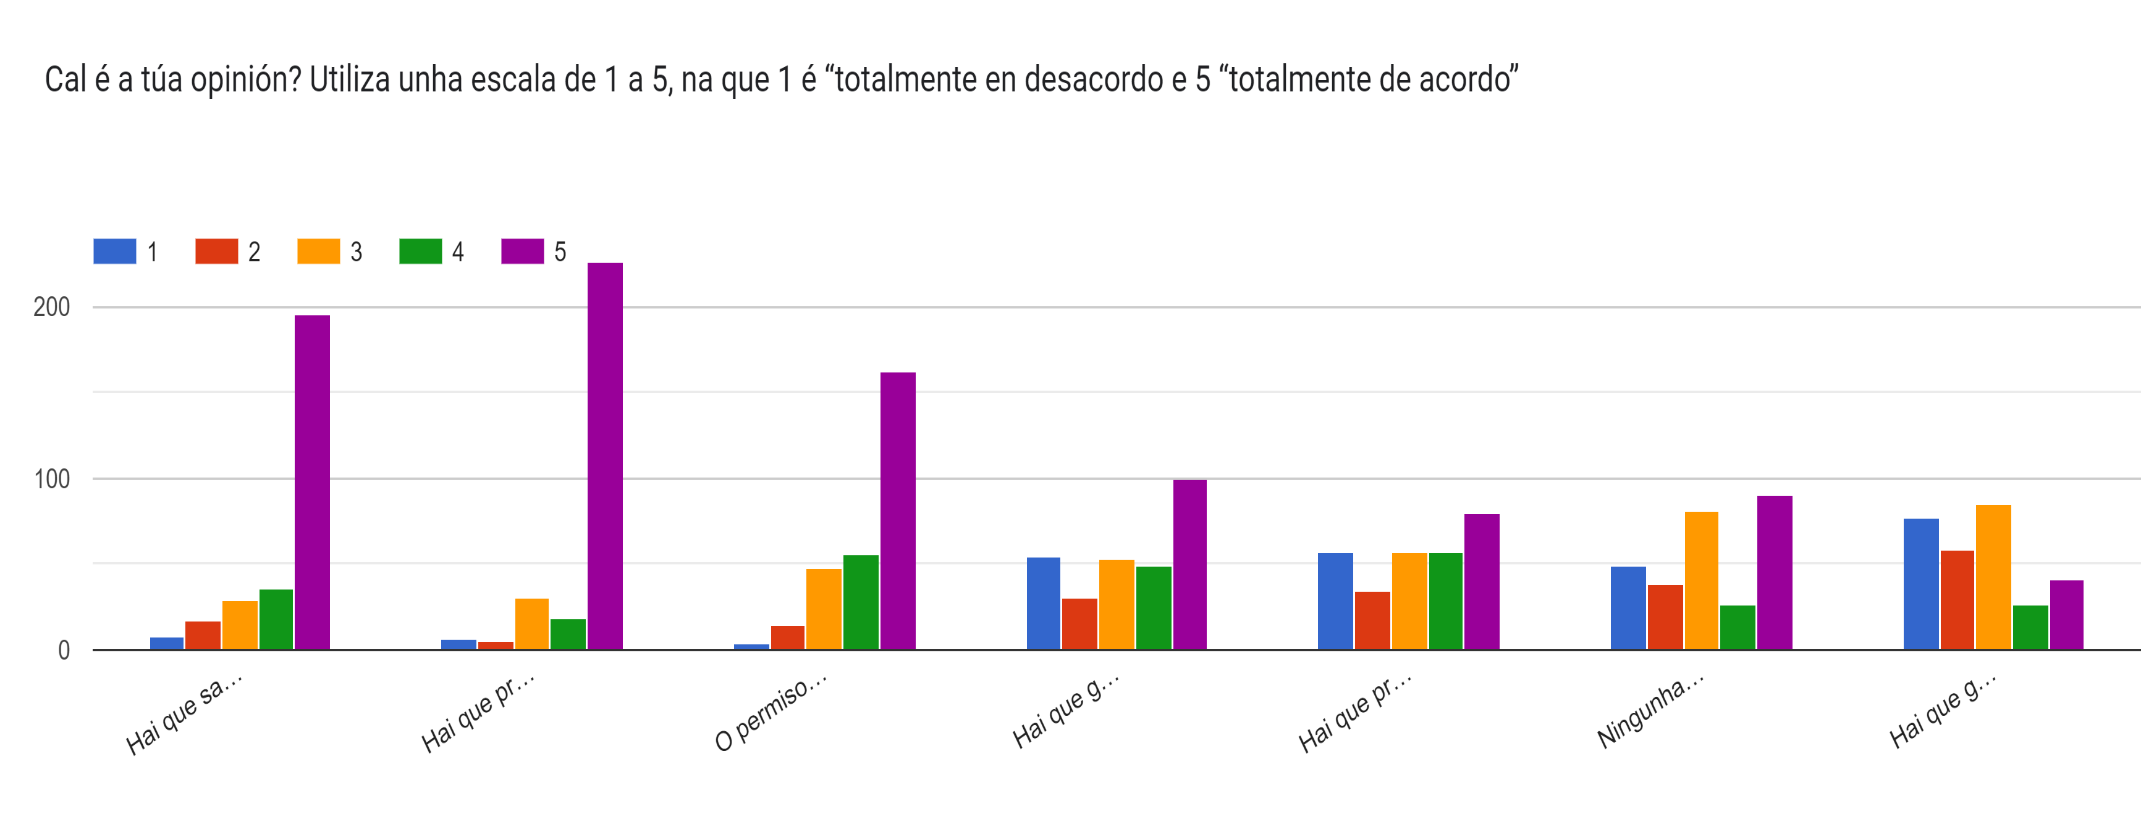 Cal é a túa opinión? Utiliza unha escala de 1 a 5, na que 1 é “totalmente en desacordo e 5 “totalmente de acordo”
1 2 3 4 5
200
100
0
Hai que sa…
Hai que pr…
O permiso…
Hai que g…
Hai que pr…
Ningunha…
Hai que g…